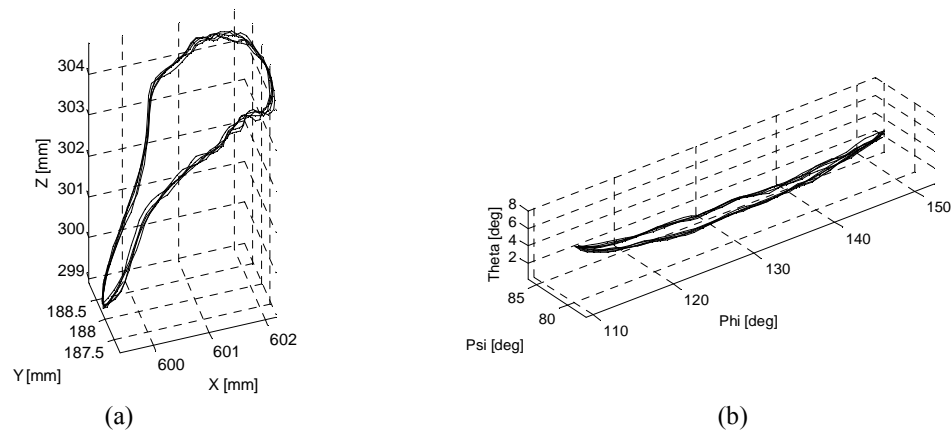 304
303
302
301
300
299
Z [mm]
188.5
188
187.5
Y [mm]
600
601
602
X [mm]
(a)
8
6
4
2
Theta [deg]
85
80
Psi [deg]
110
120
130
140
150
Phi [deg]
(b)